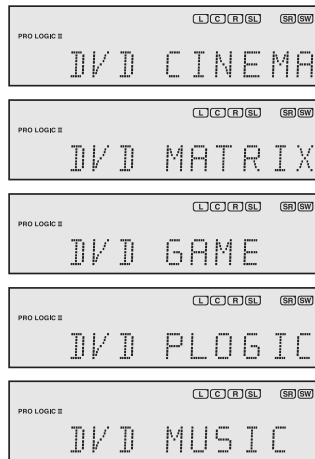 L C R SL SR SW
PRO LOGIC II
DVD CINEMA
L C R SL SR SW
PRO LOGIC II
DVD MATRIX
L C R SL SR SW
PRO LOGIC II
DVD GAME
L C R SL SR SW
PRO LOGIC II
DVD PLOGIC
L C R SL SR SW
PRO LOGIC II
DVD MUSIC